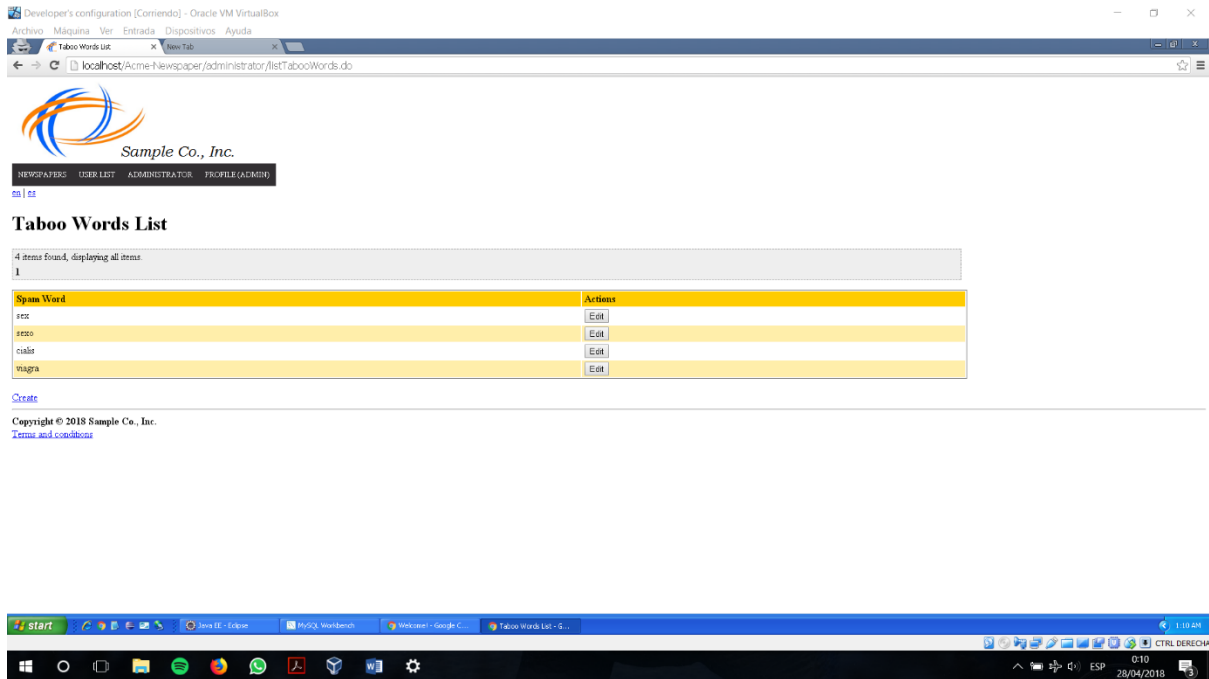 Developer's configuration [Corriendo] - Oracle VM VirtualBox
Archivo Máquina Ver Entrada Dispositivos Ayuda
Taboo Words List New Tab
localhost/Acme-Newspaper/administrator/listTabooWords.do
Sample Co., Inc.
NEWSPAPERS USER LIST ADMINISTRATOR PROFILE (ADMIN)
en | es
Taboo Words List
4 items found, displaying all items.
1
Spam Word Actions
sex Edit
sexo Edit
cialis Edit
viagra Edit
Create
Copyright © 2018 Sample Co., Inc.
Terms and conditions
start Java EE - Eclipse MySQL Workbench Welcome! - Google C... Taboo Words List - G... 1:10 AM
CTRL DERECHA
ESP 0:10
28/04/2018